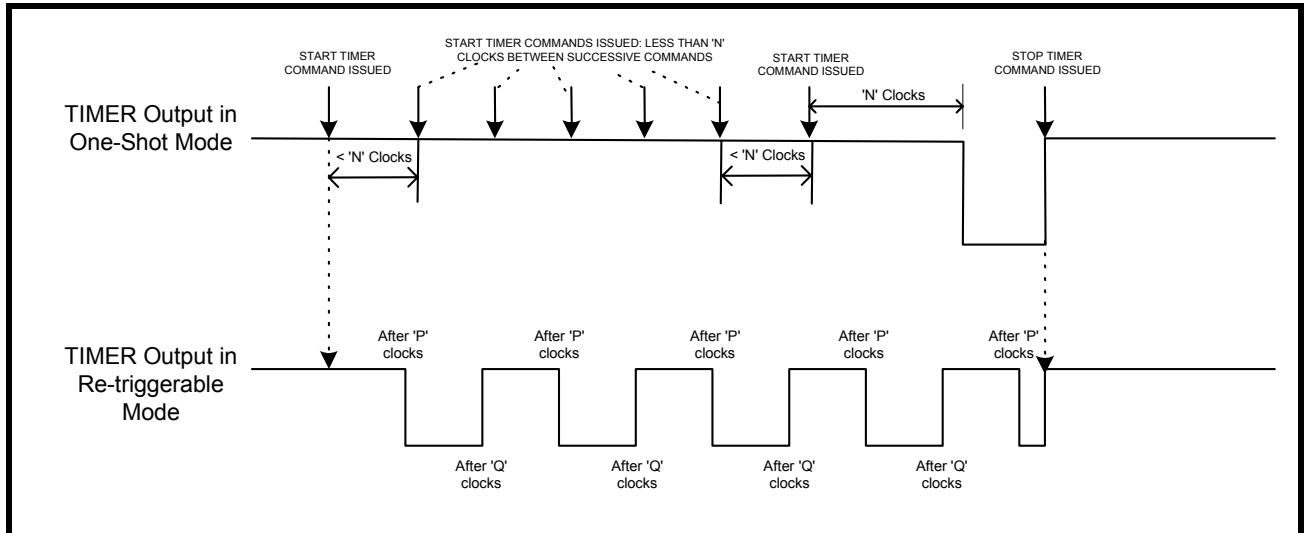 START TIMER
COMMAND ISSUED
START TIMER COMMANDS ISSUED: LESS THAN 'N'
CLOCKS BETWEEN SUCCESSIVE COMMANDS
START TIMER
COMMAND ISSUED
STOP TIMER
COMMAND ISSUED
TIMER Output in
One-Shot Mode
'N' Clocks
< 'N' Clocks
< 'N' Clocks
TIMER Output in
Re-triggerable
Mode
After 'P'
clocks
After 'P'
clocks
After 'P'
clocks
After 'P'
clocks
After 'P'
clocks
After 'Q'
clocks
After 'Q'
clocks
After 'Q'
clocks
After 'Q'
clocks